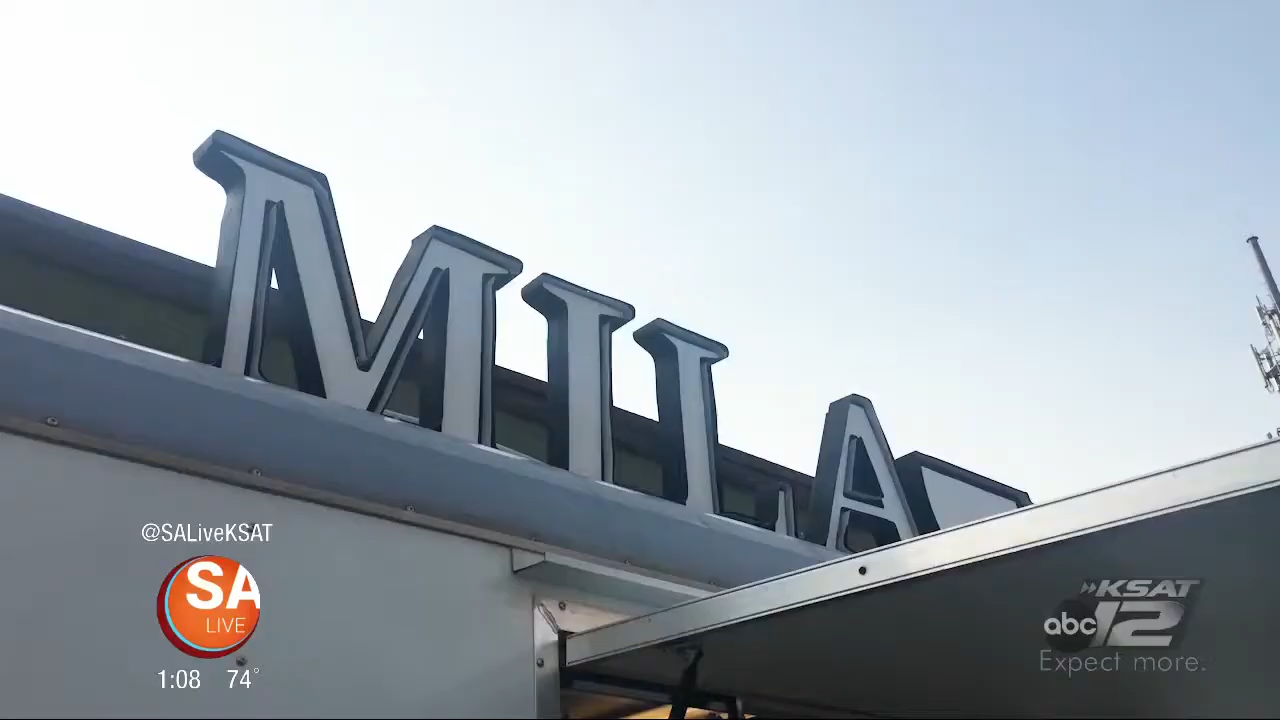 MILA
@SALiveKSAT
SA
LIVE
1:08 74°
KSAT
abc 12
Expect more.